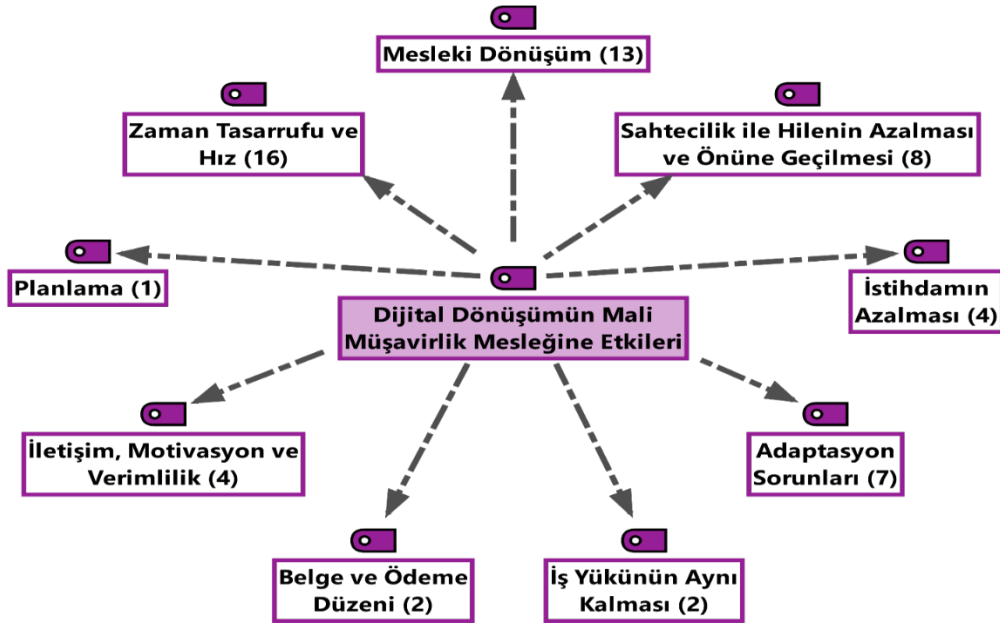 Mesleki Dönüşüm (13)
Zaman Tasarrufu ve
Hız (16)
Sahtecilik ile Hilenin Azalması
ve Önüne Geçilmesi (8)
Planlama (1)
İstihdamın
Azalması (4)
Dijital Dönüşümün Mali
Müşavirlik Mesleğine Etkileri
İletişim, Motivasyon ve
Verimlilik (4)
Adaptasyon
Sorunları (7)
Belge ve Ödeme
Düzeni (2)
İş Yükünün Aynı
Kalması (2)